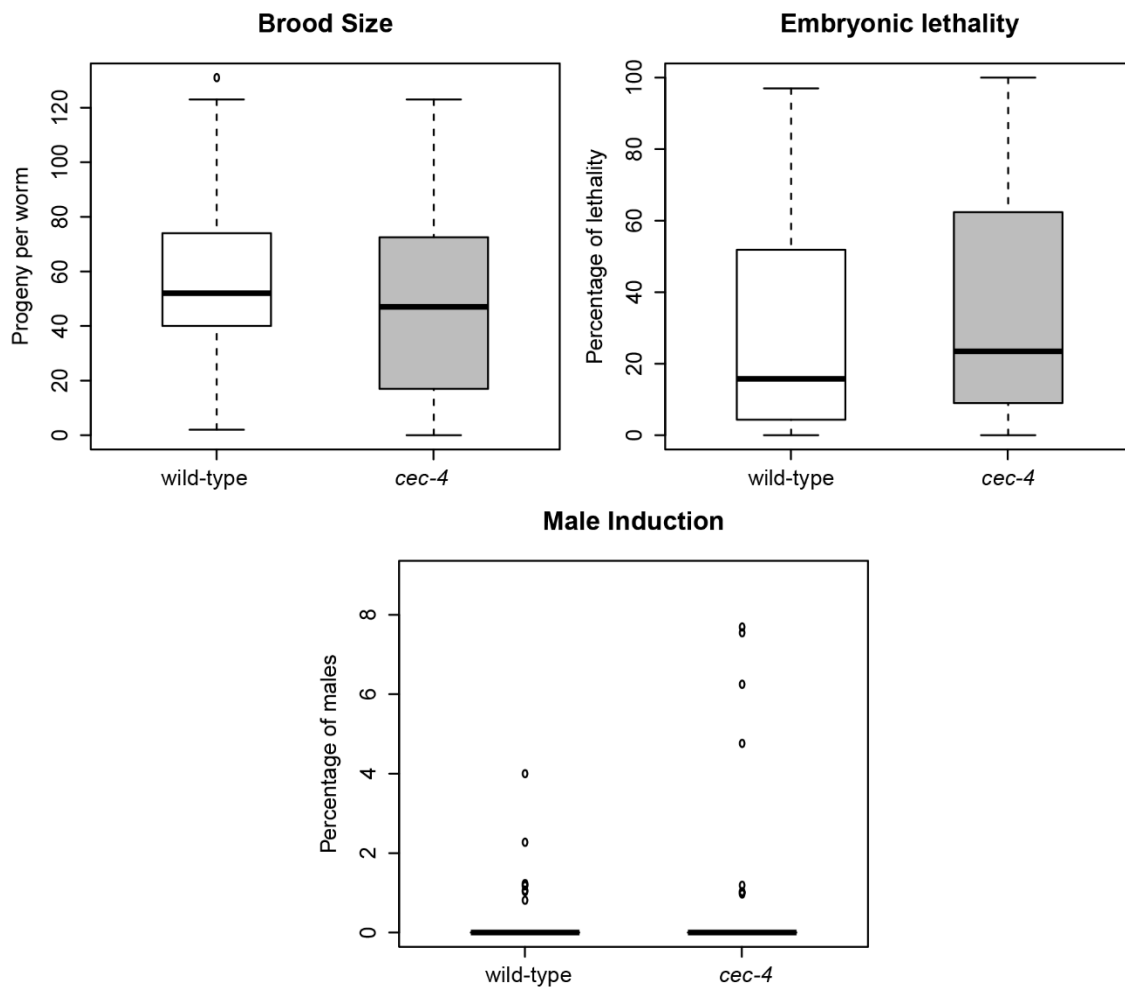 Brood Size
Progeny per worm
120
100
80
60
40
20
0
wild-type
cec-4
Embryonic lethality
Percentage of lethality
100
80
60
40
20
0
wild-type
cec-4
Male Induction
Percentage of males
8
6
4
2
0
wild-type
cec-4